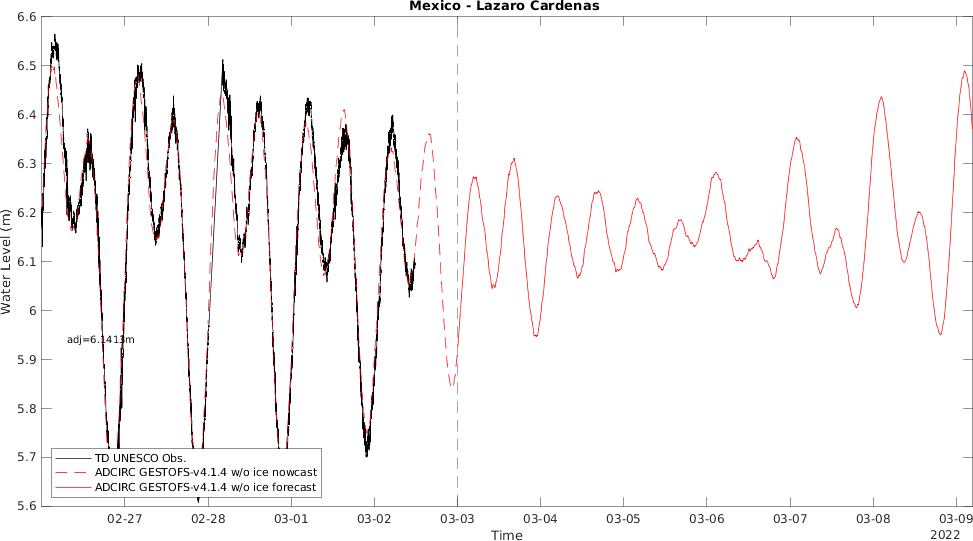 Mexico - Lazaro Cardenas
Water Level (m)
6.6
6.5
6.4
6.3
6.2
6.1
6
5.9
5.8
5.7
5.6
adj=6.1413m
TD UNESCO Obs.
ADCIRC GESTOFS-v4.1.4 w/o ice nowcast
ADCIRC GESTOFS-v4.1.4 w/o ice forecast
02-27 02-28 03-01 03-02 03-03 03-04 03-05 03-06 03-07 03-08 03-09
Time
2022